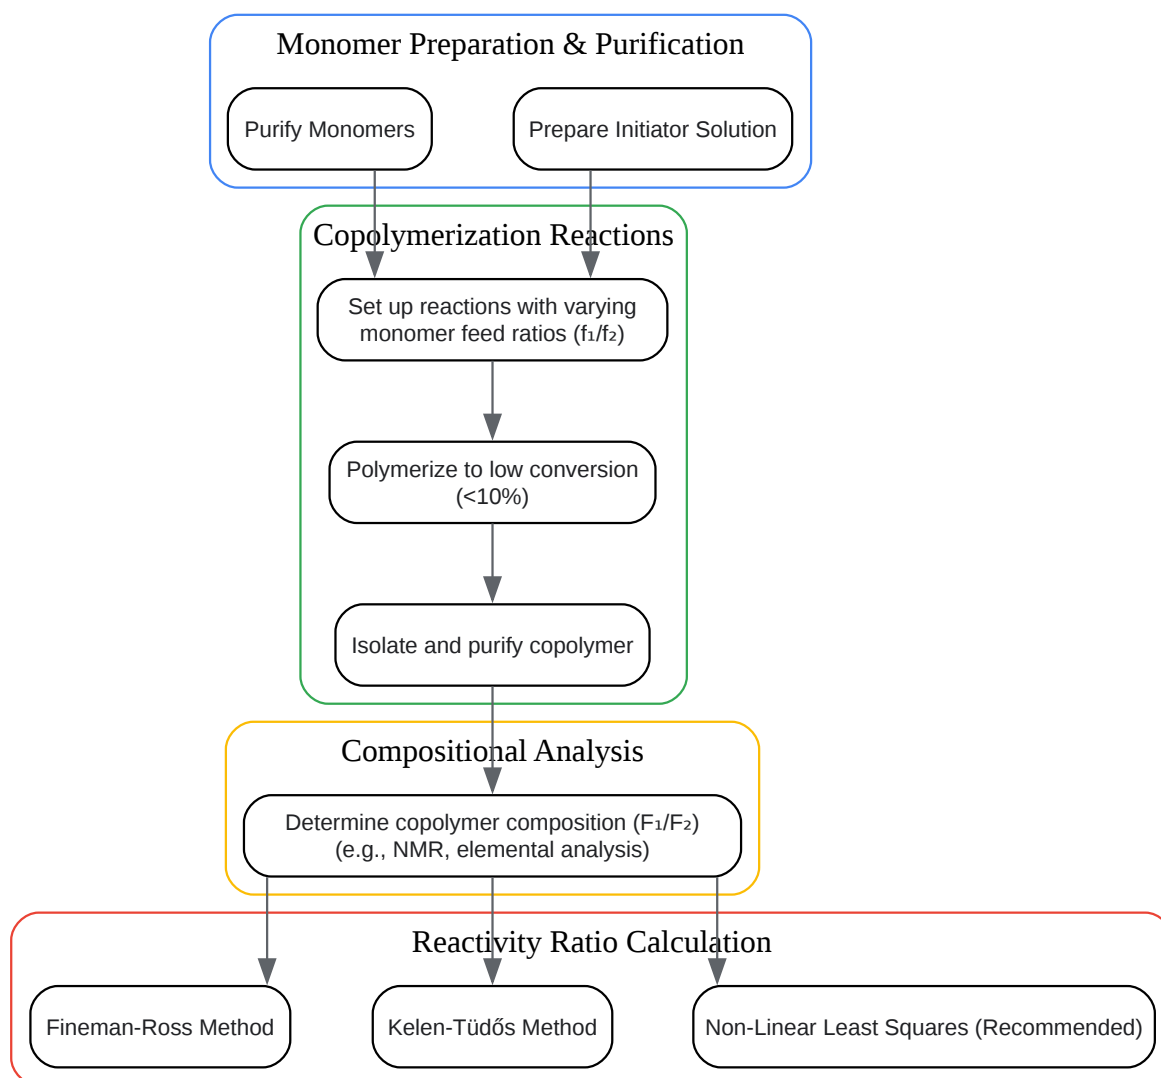 Monomer Preparation & Purification
Purify Monomers
Prepare Initiator Solution
Copolymerization Reactions
Set up reactions with varying
monomer feed ratios (f₁/f₂)
Polymerize to low conversion
(<10%)
Isolate and purify copolymer
Compositional Analysis
Determine copolymer composition (F₁/F₂)
(e.g., NMR, elemental analysis)
Reactivity Ratio Calculation
Fineman-Ross Method
Kelen-Tüdős Method
Non-Linear Least Squares (Recommended)